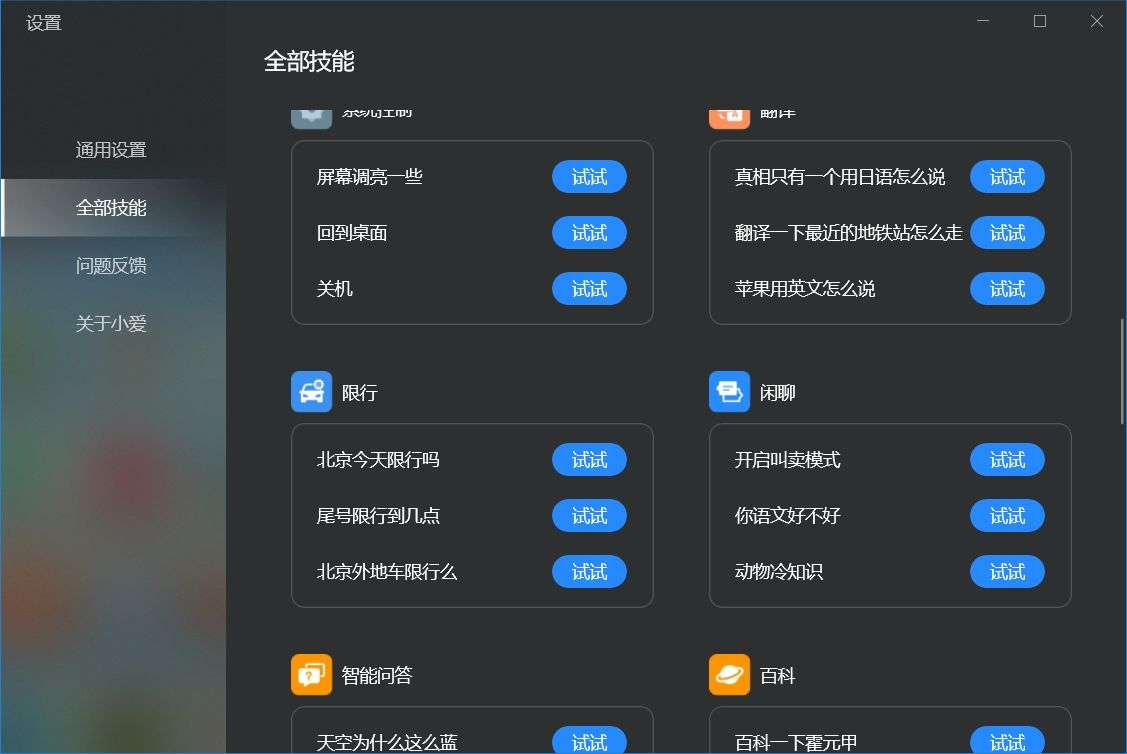 设置
全部技能
通用设置
全部技能
问题反馈
关于小爱
系统控制
翻译
屏幕调亮一些 试试
真相只有一个用日语怎么说 试试
回到桌面 试试
翻译一下最近的地铁站怎么走 试试
关机 试试
苹果用英文怎么说 试试
限行
闲聊
北京今天限行吗 试试
开启叫卖模式 试试
尾号限行到几点 试试
你语文好不好 试试
北京外地车限行么 试试
动物冷知识 试试
智能问答
百科
天空为什么这么蓝 试试
百科一下霍元甲 试试